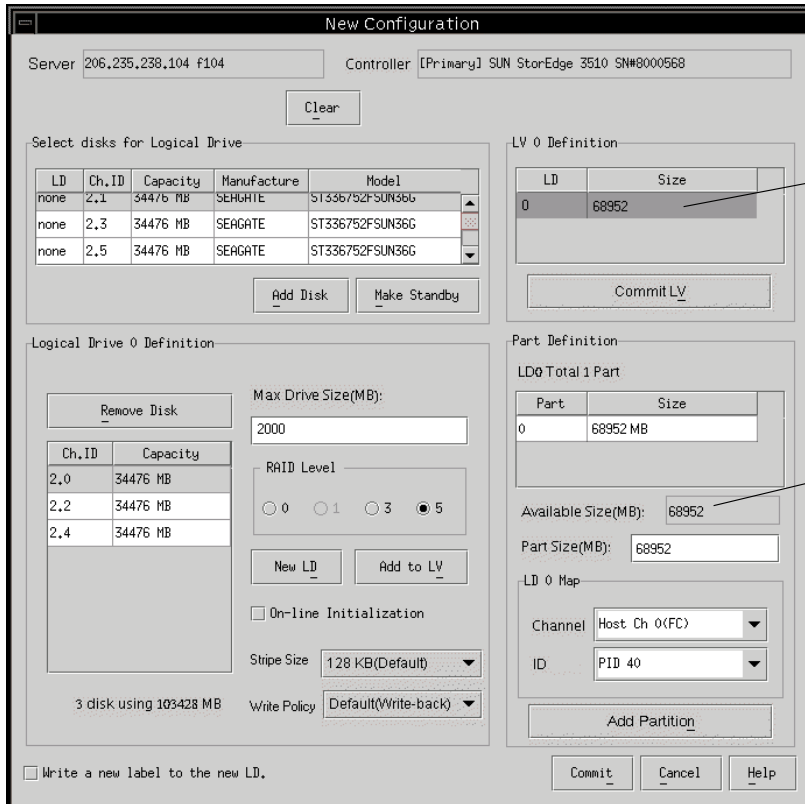 New Configuration
Server 206.235.238.104 f104 Controller [Primary] SUN StorEdge 3510 SN#8000568
Clear
Select disks for Logical Drive
LD Ch.ID Capacity Manufacture Model
none 2.1 34476 MB SEAGATE ST336752FSUN36G
none 2.3 34476 MB SEAGATE ST336752FSUN36G
none 2.5 34476 MB SEAGATE ST336752FSUN36G
Add Disk Make Standby
LV 0 Definition
LD Size
0 68952
Commit LV
Logical Drive 0 Definition
Remove Disk
Ch.ID Capacity
2.0 34476 MB
2.2 34476 MB
2.4 34476 MB
3 disk using 103428 MB
Max Drive Size(MB):
2000
RAID Level
0 1 3 5
New LD Add to LV
On-line Initialization
Stripe Size 128 KB(Default)
Write Policy Default(Write-back)
Part Definition
LD0 Total 1 Part
Part Size
0 68952 MB
Available Size(MB): 68952
Part Size(MB): 68952
LD 0 Map
Channel Host Ch 0(FC)
ID PID 40
Add Partition
Write a new label to the new LD.
Commit Cancel Help